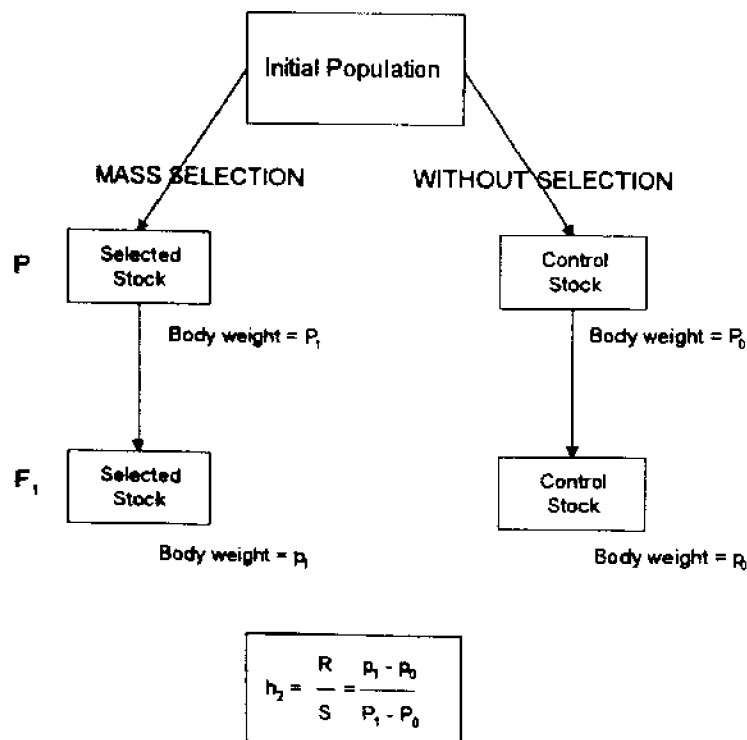 Initial Population
MASS SELECTION
WITHOUT SELECTION
P
Selected
Stock
Control
Stock
Body weight = P₁
Body weight = P₀
F₁
Selected
Stock
Control
Stock
Body weight = p₁
Body weight = p₀
h₂ = R/S = p₁ - p₀ / P₁ - P₀